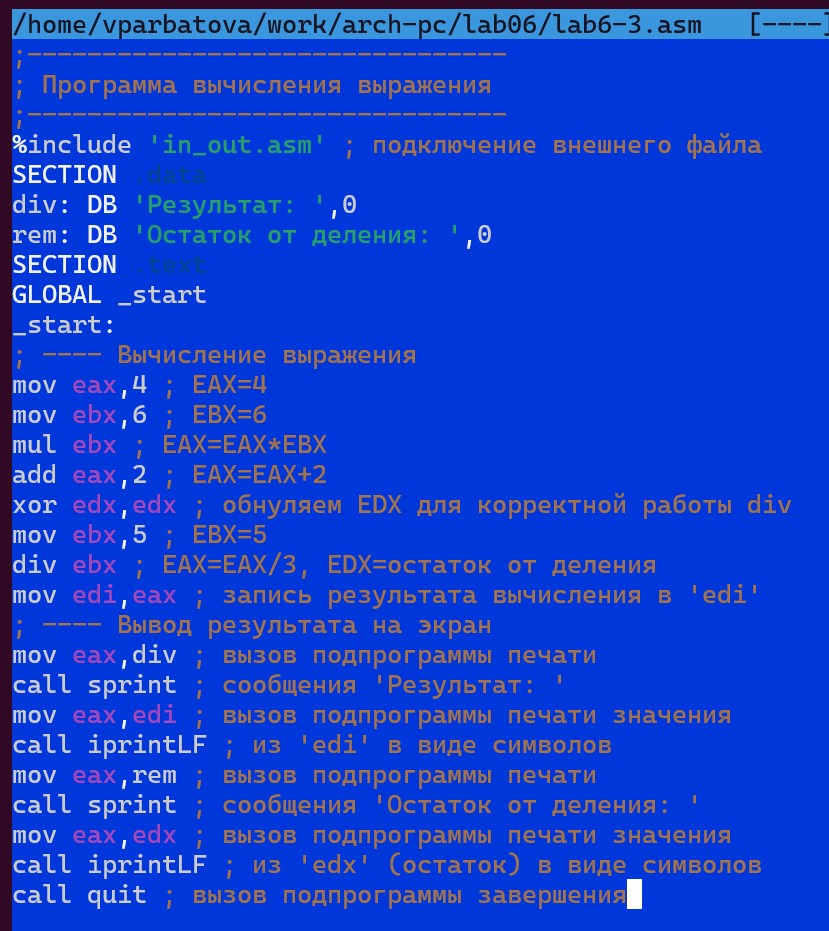 /home/vparbatova/work/arch-pc/lab06/lab6-3.asm   [----]
;--------------------------------
; Программа вычисления выражения
;--------------------------------
%include 'in_out.asm' ; подключение внешнего файла
SECTION .data
div: DB 'Результат: ',0
rem: DB 'Остаток от деления: ',0
SECTION .text
GLOBAL _start
_start:
; ---- Вычисление выражения
mov eax,4 ; EAX=4
mov ebx,6 ; EBX=6
mul ebx ; EAX=EAX*EBX
add eax,2 ; EAX=EAX+2
xor edx,edx ; обнуляем EDX для корректной работы div
mov ebx,5 ; EBX=5
div ebx ; EAX=EAX/3, EDX=остаток от деления
mov edi,eax ; запись результата вычисления в 'edi'
; ---- Вывод результата на экран
mov eax,div ; вызов подпрограммы печати
call sprint ; сообщения 'Результат: '
mov eax,edi ; вызов подпрограммы печати значения
call iprintLF ; из 'edi' в виде символов
mov eax,rem ; вызов подпрограммы печати
call sprint ; сообщения 'Остаток от деления: '
mov eax,edx ; вызов подпрограммы печати значения
call iprintLF ; из 'edx' (остаток) в виде символов
call quit ; вызов подпрограммы завершения